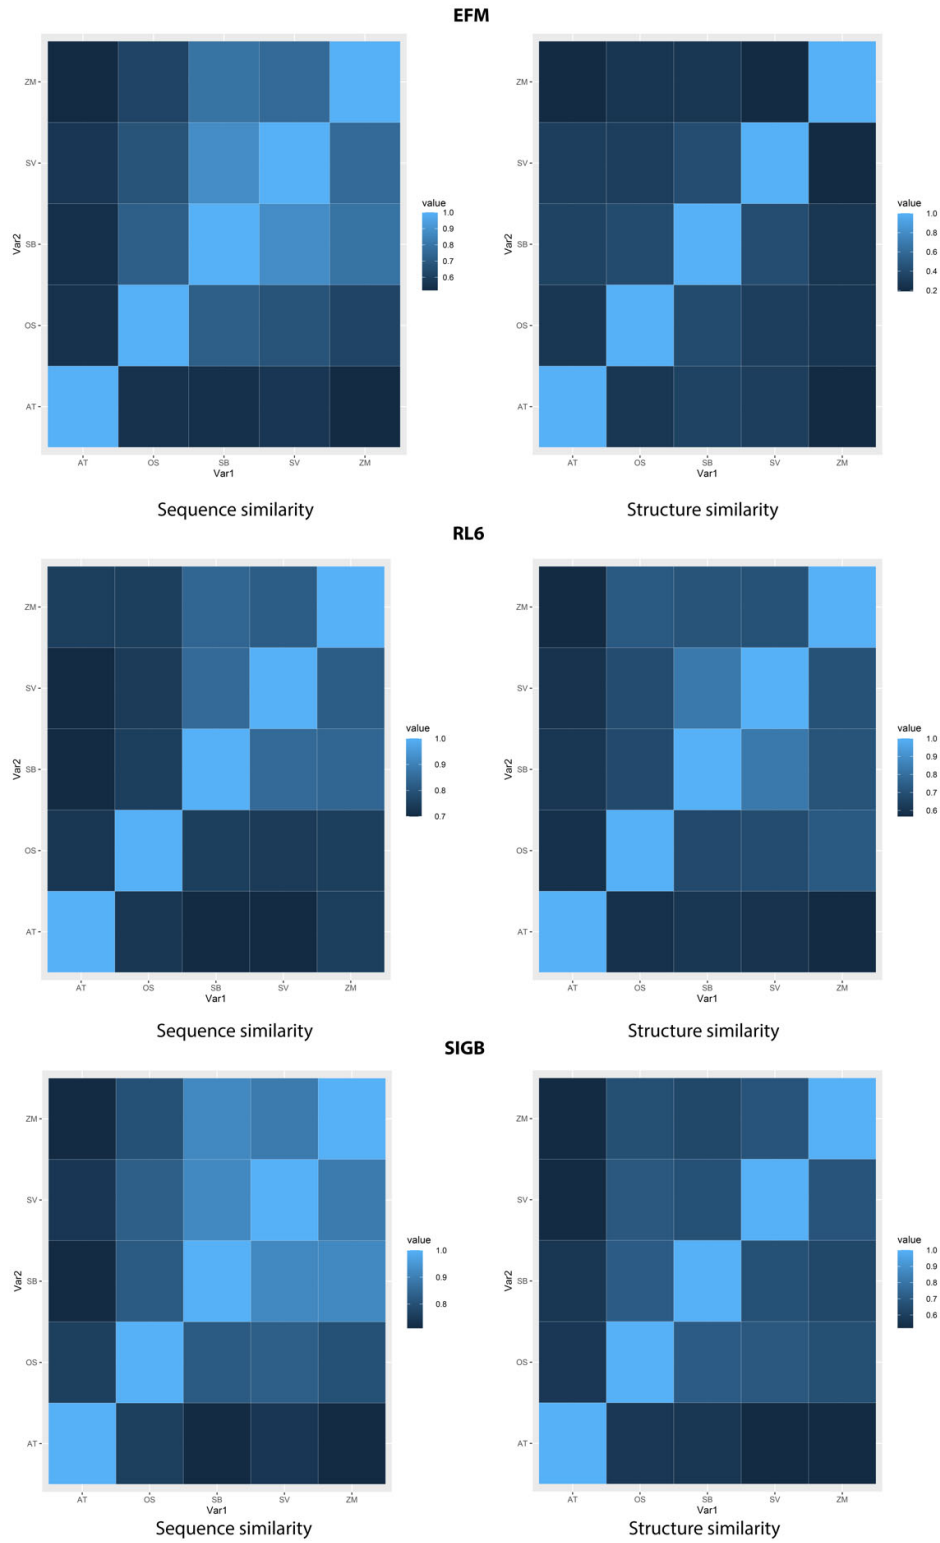 EFM
Var2
ZM
SV
SB
OS
AT
AT OS SB SV ZM
Var1
value
1.0
0.9
0.8
0.7
0.6
Sequence similarity
Var2
ZM
SV
SB
OS
AT
AT OS SB SV ZM
Var1
value
1.0
0.8
0.6
0.4
0.2
Structure similarity
RL6
Var2
ZM
SV
SB
OS
AT
AT OS SB SV ZM
Var1
value
1.0
0.9
0.8
0.7
Sequence similarity
Var2
ZM
SV
SB
OS
AT
AT OS SB SV ZM
Var1
value
1.0
0.9
0.8
0.7
0.6
Structure similarity
SIGB
Var2
ZM
SV
SB
OS
AT
AT OS SB SV ZM
Var1
value
1.0
0.9
0.8
Sequence similarity
Var2
ZM
SV
SB
OS
AT
AT OS SB SV ZM
Var1
value
1.0
0.9
0.8
0.7
0.6
Structure similarity